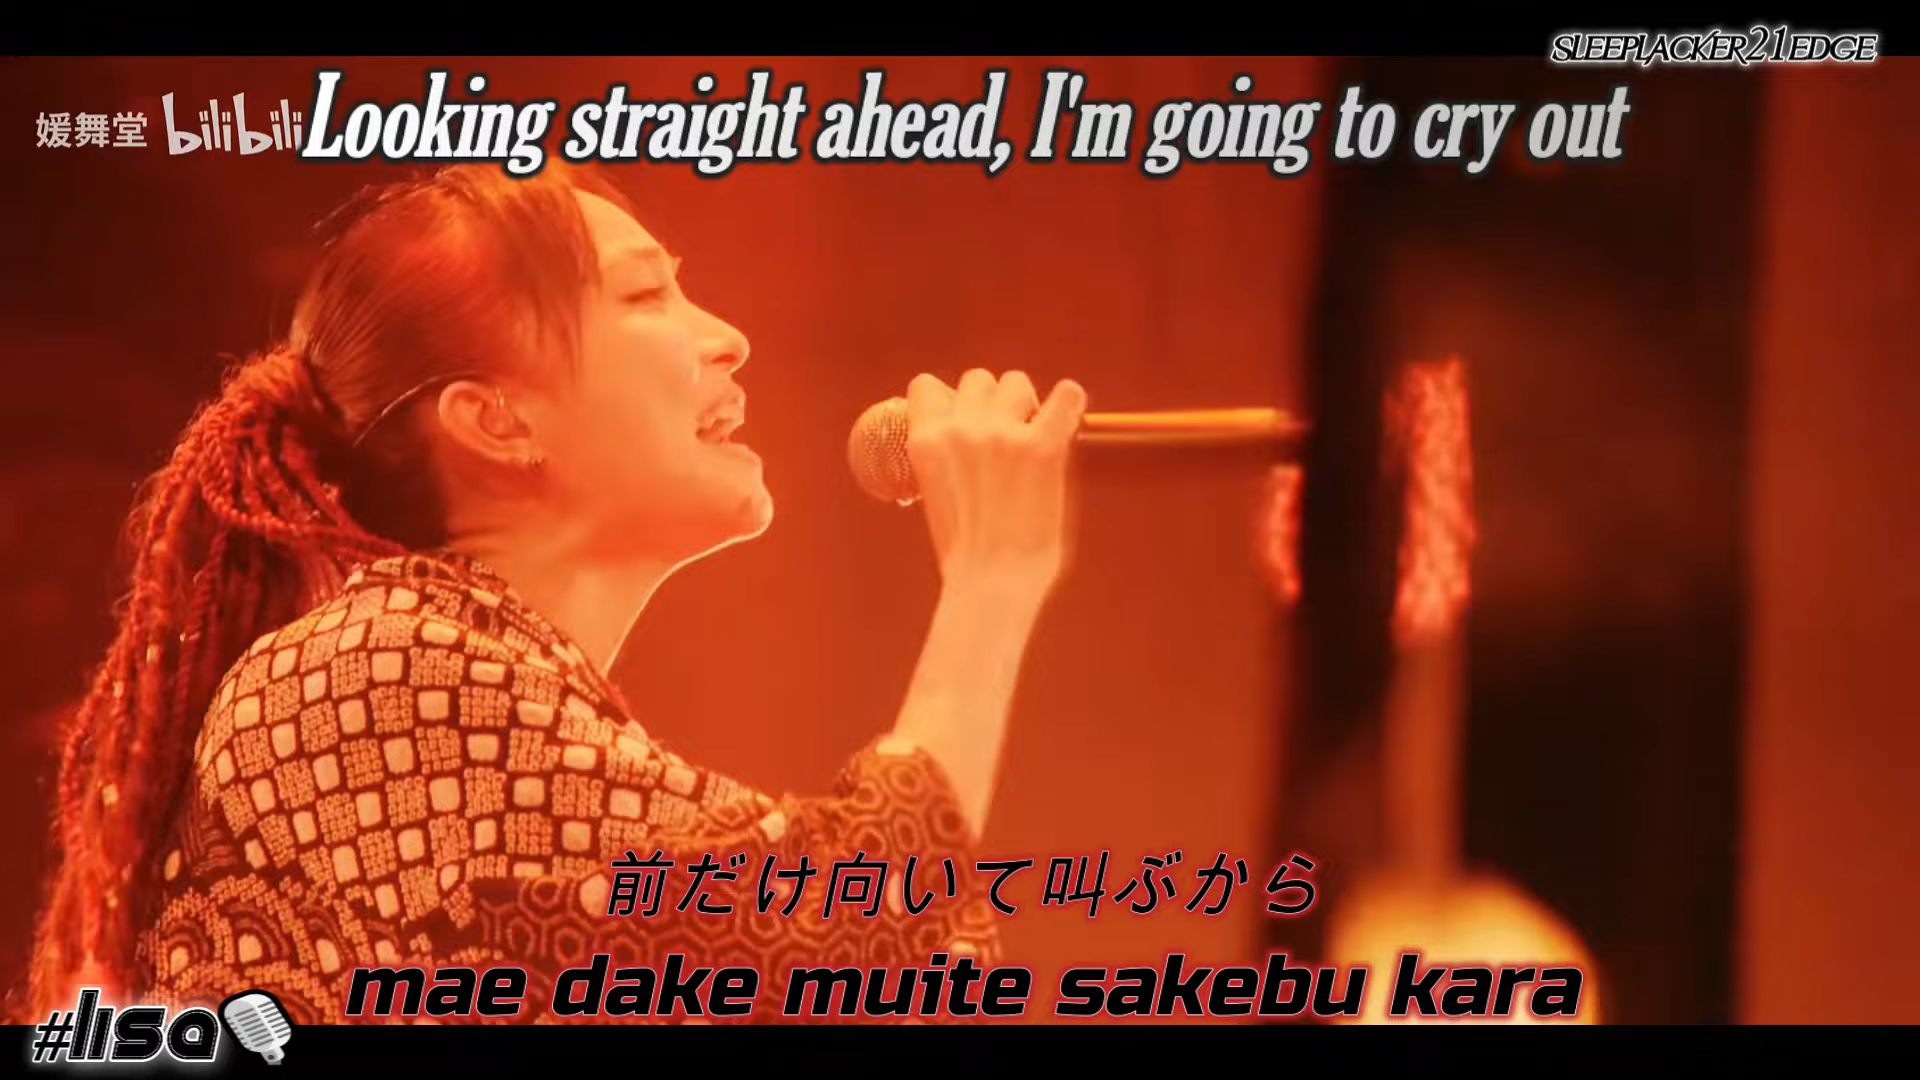 SLEEPLACKER21EDGE
媛舞堂 bilibili
Looking straight ahead, I'm going to cry out
前だけ向いて叫ぶから
mae dake muite sakebu kara
#lisa